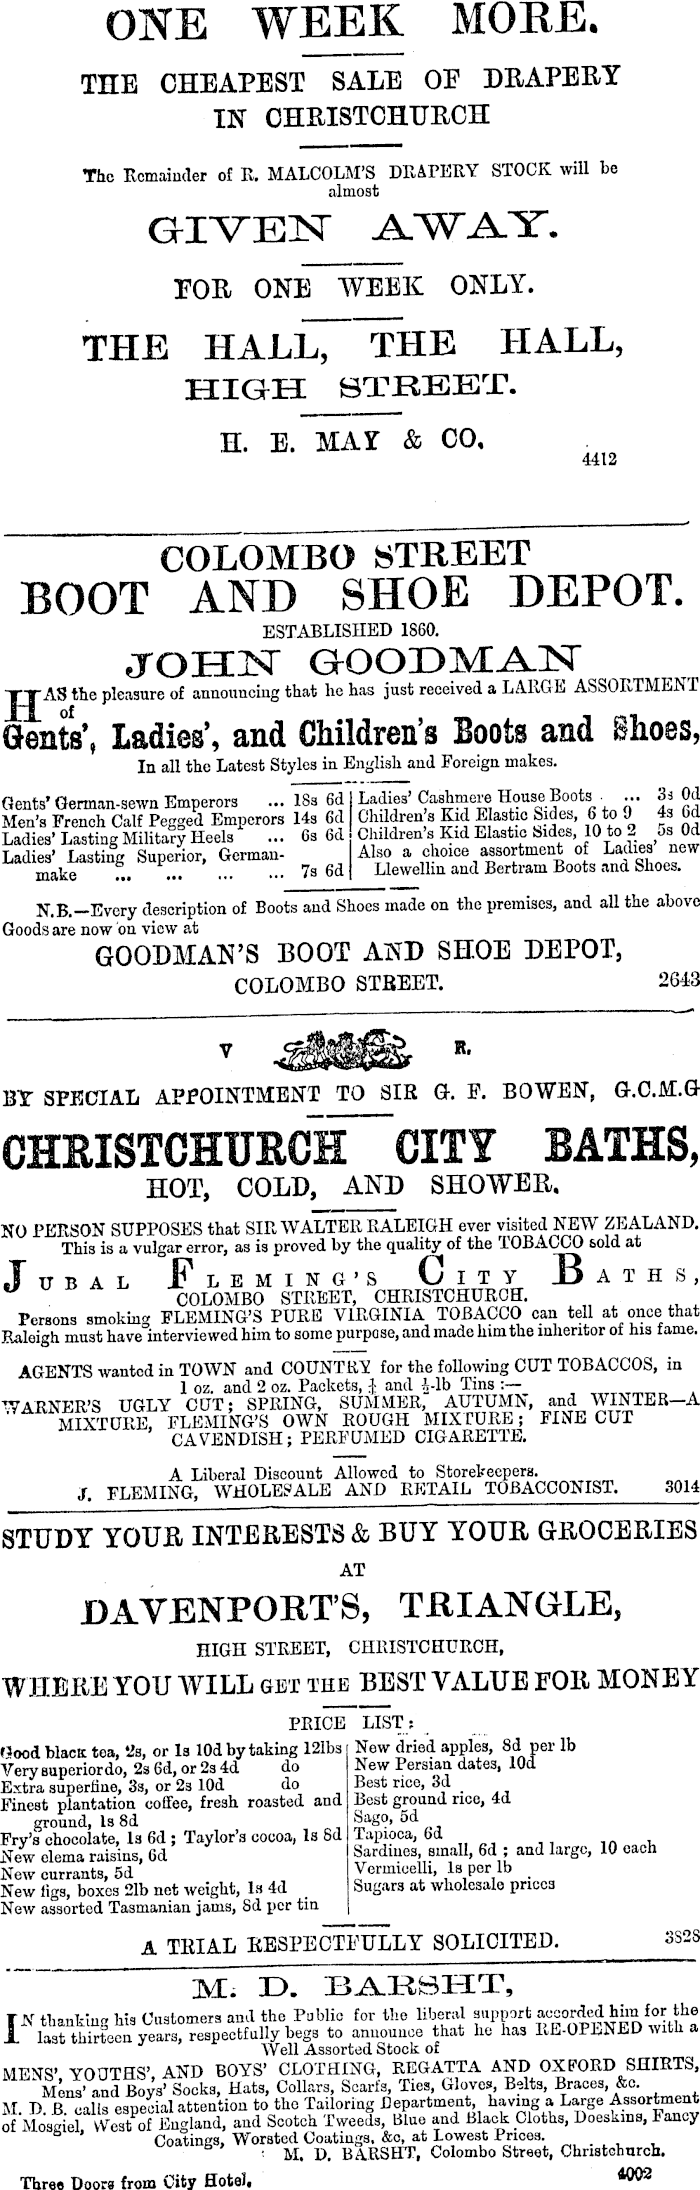 ONE WEEK MORE.
THE CHEAPEST SALE OF DRAPERY
IN CHRISTCHURCH
The Remainder of R. MALCOLM'S DRAPERY STOCK will be
almost
GIVEN AWAY.
FOR ONE WEEK ONLY.
THE HALL, THE HALL,
HIGH STREET.
H. E. MAY & CO.
4412
COLOMBO STREET
BOOT AND SHOE DEPOT.
ESTABLISHED 1860.
JOHN GOODMAN
HAS the pleasure of announcing that he has just received a LARGE ASSORTMENT
of
Gents', Ladies', and Children's Boots and Shoes,
In all the Latest Styles in English and Foreign makes.
Gents' German-sewn Emperors ... 18s 6d
Men's French Calf Pegged Emperors 14s 6d
Ladies' Lasting Military Heels ... 6s 6d
Ladies' Lasting Superior, German-
make ... ... ... ... 7s 6d
Ladies' Cashmere House Boots . ... 3s 0d
Children's Kid Elastic Sides, 6 to 9 4s 6d
Children's Kid Elastic Sides, 10 to 2 5s 0d
Also a choice assortment of Ladies' new
Llewellin and Bertram Boots and Shoes.
N.B.—Every description of Boots and Shoes made on the premises, and all the above
Goods are now on view at
GOODMAN'S BOOT AND SHOE DEPOT,
COLOMBO STREET. 2643
V R.
BY SPECIAL APPOINTMENT TO SIR G. F. BOWEN, G.C.M.G
CHRISTCHURCH CITY BATHS,
HOT, COLD, AND SHOWER.
NO PERSON SUPPOSES that SIR WALTER RALEIGH ever visited NEW ZEALAND.
This is a vulgar error, as is proved by the quality of the TOBACCO sold at
JUBAL FLEMING'S CITY BATHS,
COLOMBO STREET, CHRISTCHURCH.
Persons smoking FLEMING'S PURE VIRGINIA TOBACCO can tell at once that
Raleigh must have interviewed him to some purpose, and made him the inheritor of his fame.
AGENTS wanted in TOWN and COUNTRY for the following CUT TOBACCOS, in
1 oz. and 2 oz. Packets, ¼ and ½-lb Tins :—
WARNER'S UGLY CUT; SPRING, SUMMER, AUTUMN, and WINTER—A
MIXTURE, FLEMING'S OWN ROUGH MIXTURE; FINE CUT
CAVENDISH; PERFUMED CIGARETTE.
A Liberal Discount Allowed to Storekeepers.
J. FLEMING, WHOLESALE AND RETAIL TOBACCONIST. 3014
STUDY YOUR INTERESTS & BUY YOUR GROCERIES
AT
DAVENPORT'S, TRIANGLE,
HIGH STREET, CHRISTCHURCH,
WHERE YOU WILL GET THE BEST VALUE FOR MONEY
PRICE LIST:
Good black tea, 2s, or 1s 10d by taking 12lbs
Very superior do, 2s 6d, or 2s 4d do
Extra superfine, 3s, or 2s 10d do
Finest plantation coffee, fresh roasted and
ground, 1s 8d
Fry's chocolate, 1s 6d; Taylor's cocoa, 1s 8d
New elema raisins, 6d
New currants, 5d
New figs, boxes 2lb net weight, 1s 4d
New assorted Tasmanian jams, 8d per tin
New dried apples, 8d per lb
New Persian dates, 10d
Best rice, 3d
Best ground rice, 4d
Sago, 5d
Tapioca, 6d
Sardines, small, 6d; and large, 10 each
Vermicelli, 1s per lb
Sugars at wholesale prices
A TRIAL RESPECTFULLY SOLICITED. 3828
M. D. BARSHT,
IN thanking his Customers and the Public for the liberal support accorded him for the
last thirteen years, respectfully begs to announce that he has RE-OPENED with a
Well Assorted Stock of
MENS', YOUTHS', AND BOYS' CLOTHING, REGATTA AND OXFORD SHIRTS,
Mens' and Boys' Socks, Hats, Collars, Scarfs, Ties, Gloves, Belts, Braces, &c.
M. D. B. calls especial attention to the Tailoring Department, having a Large Assortment
of Mosgiel, West of England, and Scotch Tweeds, Blue and Black Cloths, Doeskins, Fancy
Coatings, Worsted Coatings, &c, at Lowest Prices.
M. D. BARSHT, Colombo Street, Christchurch.
Three Doors from City Hotel. 4002